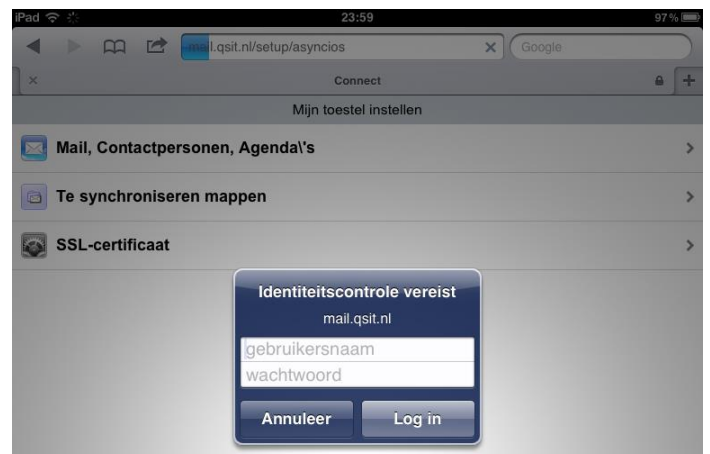 iPad 23:59 97%
mail.qsit.nl/setup/asyncios Google
Connect
Mijn toestel instellen
Mail, Contactpersonen, Agenda\'s
Te synchroniseren mappen
SSL-certificaat
Identiteitscontrole vereist
mail.qsit.nl
gebruikersnaam
wachtwoord
Annuleer Log in